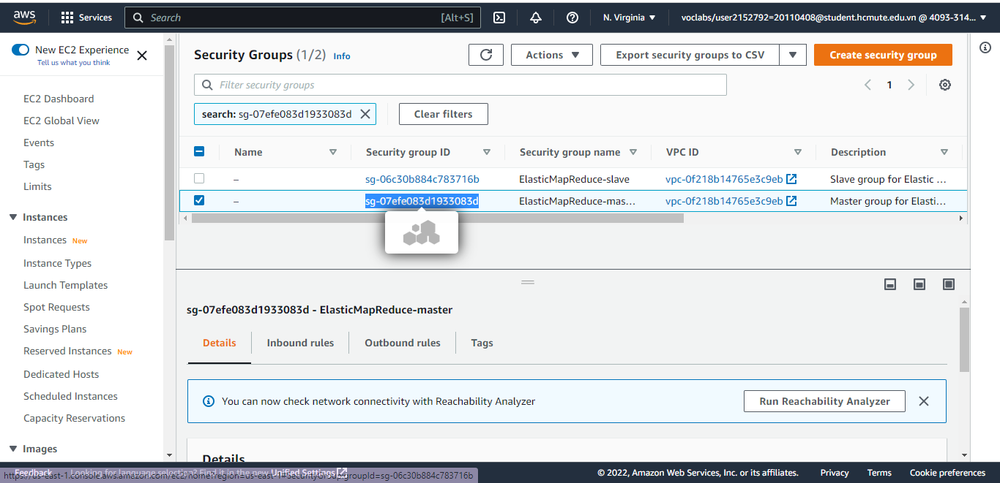 aws Services Search [Alt+S] N. Virginia voclabs/user2152792=20110408@student.hcmute.edu.vn @ 4093-314...
New EC2 Experience
Tell us what you think
EC2 Dashboard
EC2 Global View
Events
Tags
Limits
Instances
Instances New
Instance Types
Launch Templates
Spot Requests
Savings Plans
Reserved Instances New
Dedicated Hosts
Scheduled Instances
Capacity Reservations
Images
Security Groups (1/2) Info
Actions
Export security groups to CSV
Create security group
Filter security groups
1
search: sg-07efe083d1933083d
Clear filters
Name Security group ID Security group name VPC ID Description
– sg-06c30b884c783716b ElasticMapReduce-slave vpc-0f218b14765e3c9eb Slave group for Elastic ...
– sg-07efe083d1933083d ElasticMapReduce-mas... vpc-0f218b14765e3c9eb Master group for Elasti...
sg-07efe083d1933083d - ElasticMapReduce-master
Details Inbound rules Outbound rules Tags
You can now check network connectivity with Reachability Analyzer
Run Reachability Analyzer
Details
Feedback Looking for language selection? Find it in the new Unified Settings
© 2022, Amazon Web Services, Inc. or its affiliates. Privacy Terms Cookie preferences
https://us-east-1.console.aws.amazon.com/ec2/home?region=us-east-1#SecurityGroup:groupId=sg-06c30b884c783716b